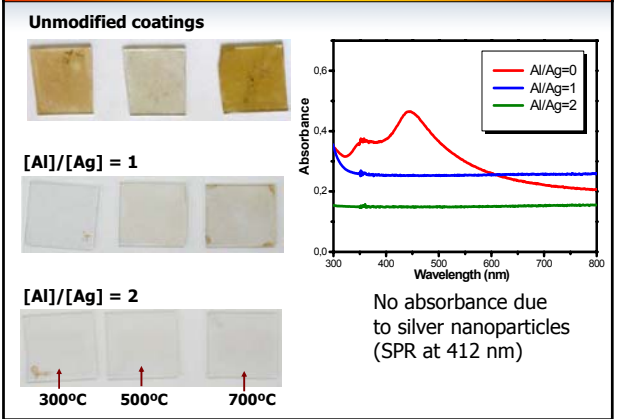 Unmodified coatings
[Al]/[Ag] = 1
[Al]/[Ag] = 2
300ºC 500ºC 700ºC
Absorbance
0,6
0,4
0,2
0,0
300 400 500 600 700 800
Wavelength (nm)
Al/Ag=0
Al/Ag=1
Al/Ag=2
No absorbance due
to silver nanoparticles
(SPR at 412 nm)